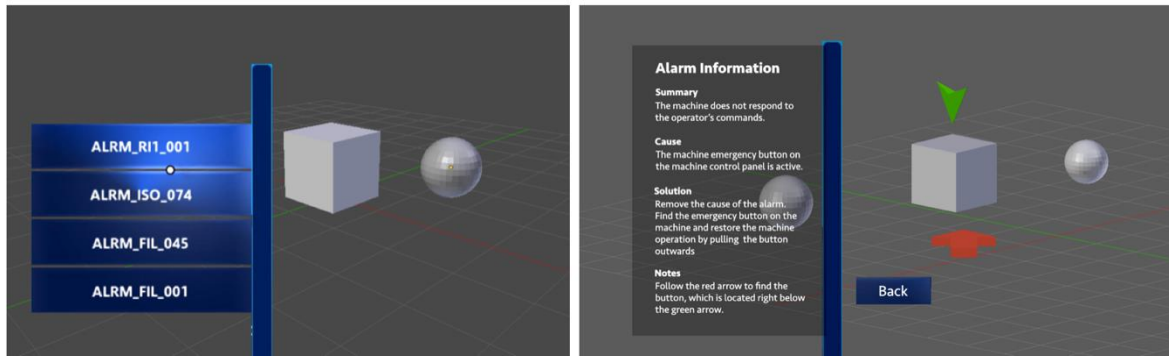 ALRM_RI1_001
ALRM_ISO_074
ALRM_FIL_045
ALRM_FIL_001
Alarm Information
Summary
The machine does not respond to
the operator's commands.
Cause
The machine emergency button on
the machine control panel is active.
Solution
Remove the cause of the alarm.
Find the emergency button on the
machine and restore the machine
operation by pulling the button
outwards
Notes
Follow the red arrow to find the
button, which is located right below
the green arrow.
Back